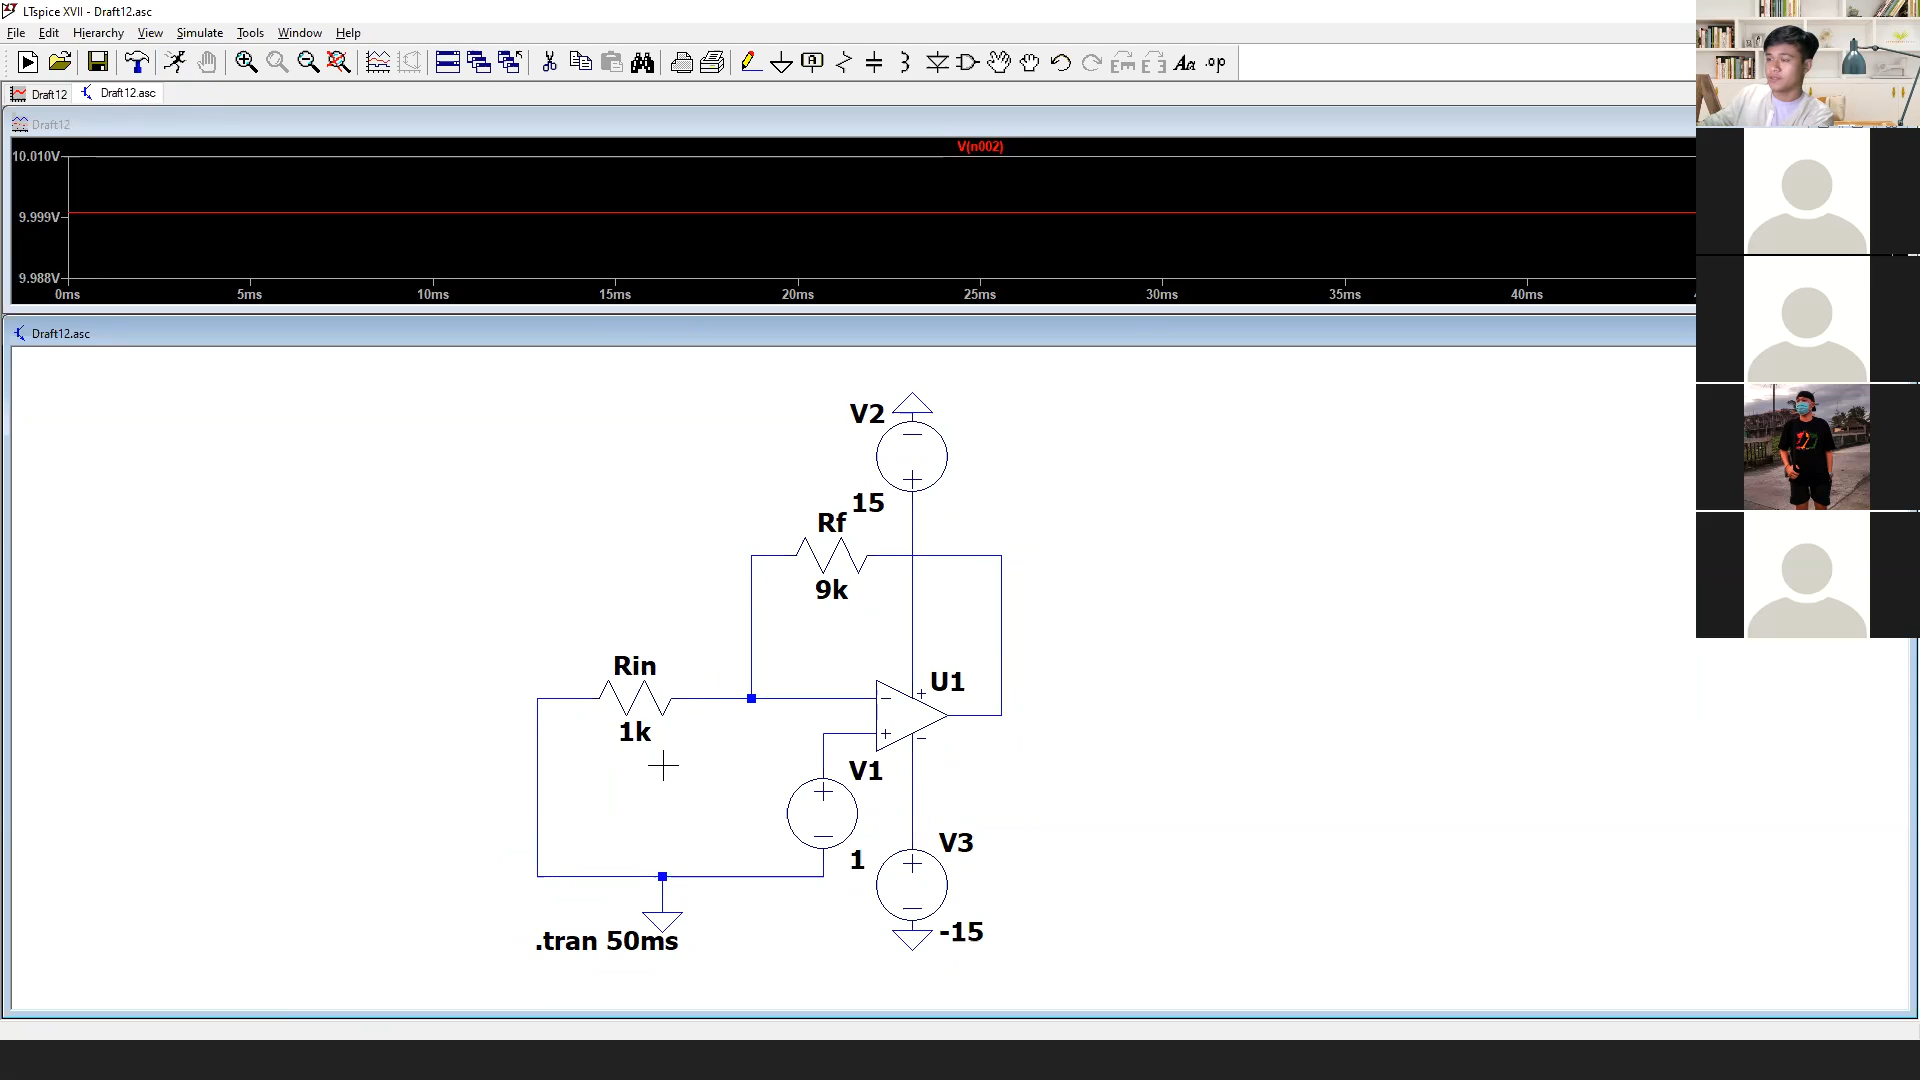 LTspice XVII - Draft12.asc
File Edit Hierarchy View Simulate Tools Window Help
Draft12 Draft12.asc
Draft12
V(n002)
10.010V
9.999V
9.988V
0ms 5ms 10ms 15ms 20ms 25ms 30ms 35ms 40ms
Draft12.asc
V2
15
Rf
9k
Rin
1k
U1
V1
1
V3
-15
.tran 50ms